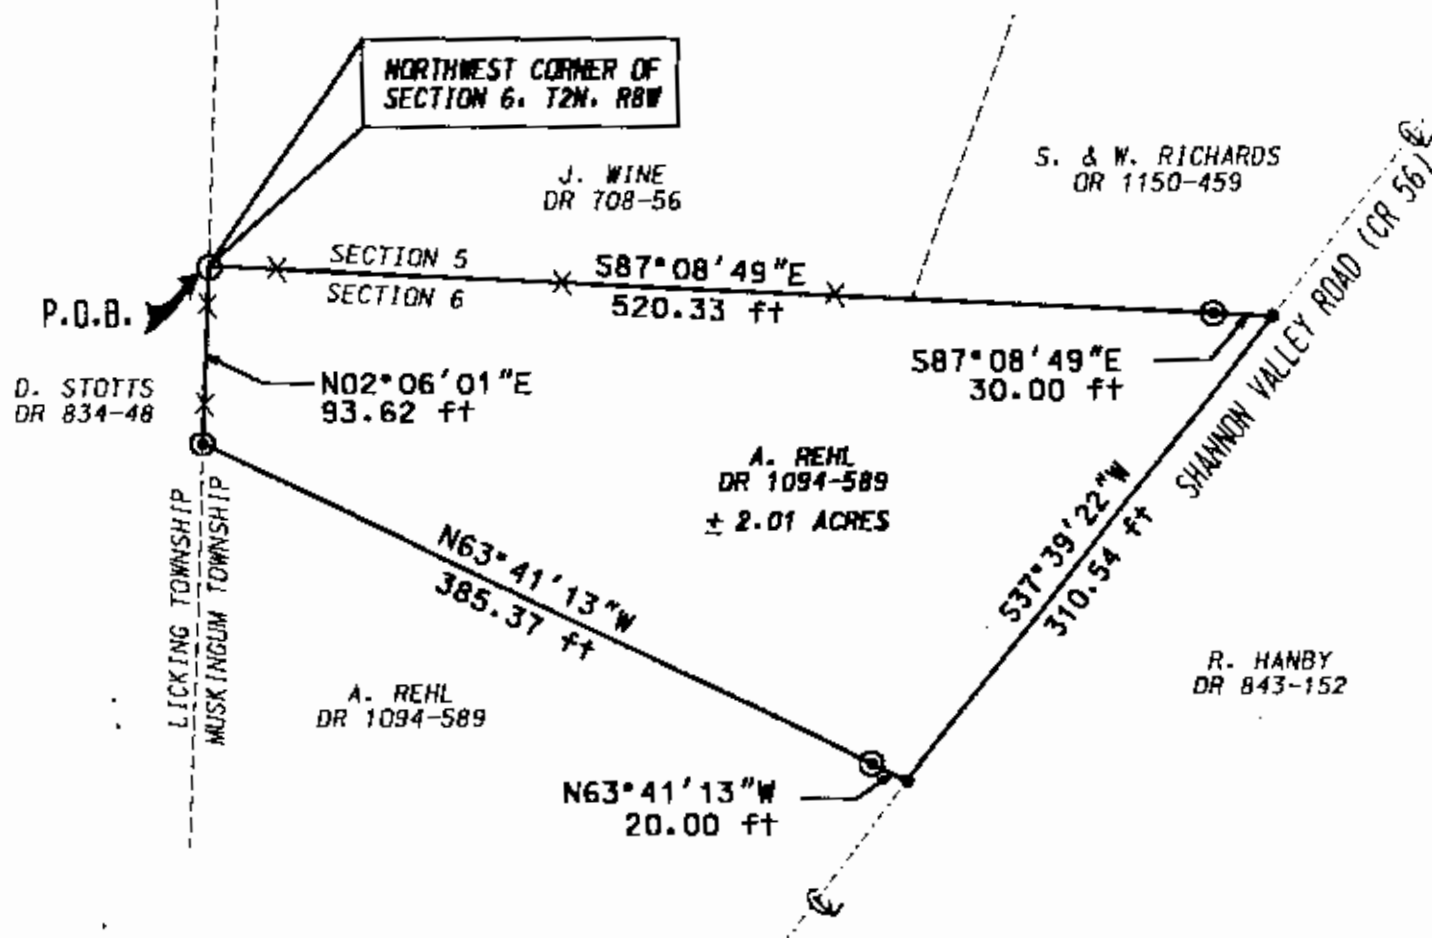 NORTHWEST CORNER OF
SECTION 6. T2N. R8W
J. WINE
DR 708-56
S. & W. RICHARDS
OR 1150-459
SHANNON VALLEY ROAD (CR 56)
SECTION 5
SECTION 6
S87°08'49"E
520.33 ft
P.O.B.
S87°08'49"E
30.00 ft
D. STOTTS
DR 834-48
N02°06'01"E
93.62 ft
A. REHL
DR 1094-589
± 2.01 ACRES
S37°39'22"W
310.54 ft
LICKING TOWNSHIP
MUSKINGUM TOWNSHIP
N63°41'13"W
385.37 ft
A. REHL
DR 1094-589
R. HANBY
DR 843-152
N63°41'13"W
20.00 ft